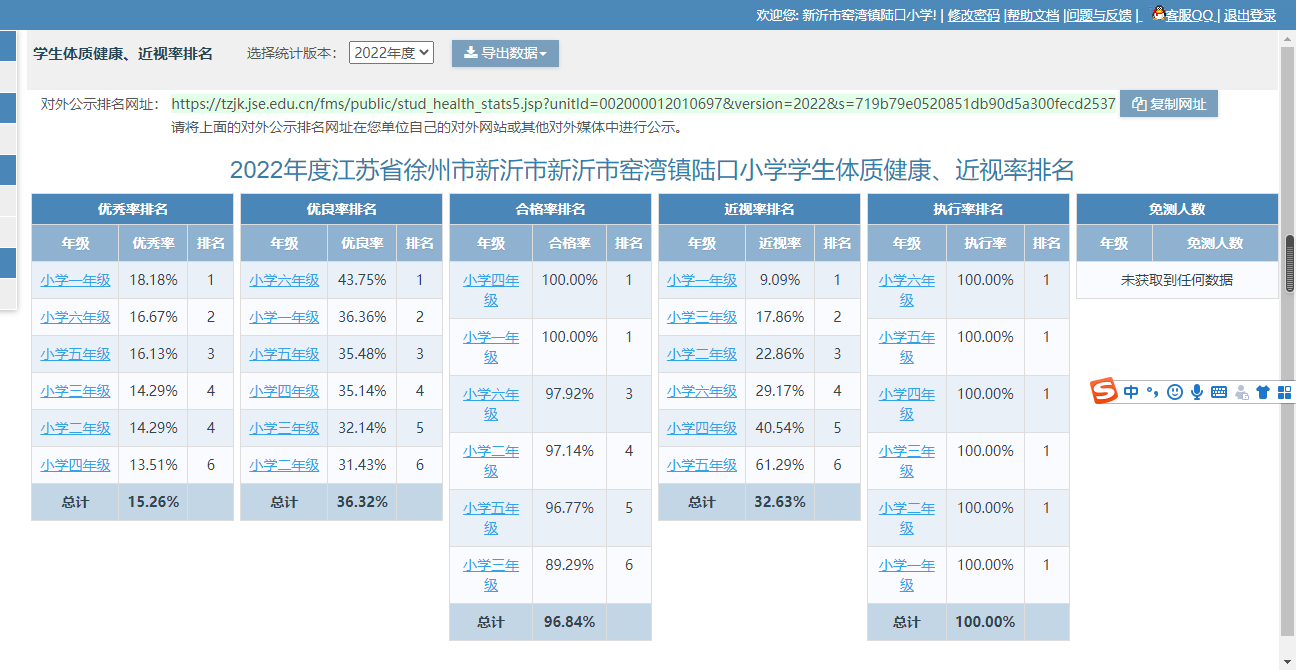 欢迎您: 新沂市窑湾镇陆口小学! | 修改密码 |帮助文档 |问题与反馈 | 客服QQ | 退出登录
学生体质健康、近视率排名 选择统计版本： 2022年度 导出数据
对外公示排名网址： https://tzjk.jse.edu.cn/fms/public/stud_health_stats5.jsp?unitId=002000012010697&version=2022&s=719b79e0520851db90d5a300fecd2537 复制网址
请将上面的对外公示排名网址在您单位自己的对外网站或其他对外媒体中进行公示。
2022年度江苏省徐州市新沂市新沂市窑湾镇陆口小学学生体质健康、近视率排名
优秀率排名
年级 优秀率 排名
小学一年级 18.18% 1
小学六年级 16.67% 2
小学五年级 16.13% 3
小学三年级 14.29% 4
小学二年级 14.29% 4
小学四年级 13.51% 6
总计 15.26%
优良率排名
年级 优良率 排名
小学六年级 43.75% 1
小学一年级 36.36% 2
小学五年级 35.48% 3
小学四年级 35.14% 4
小学三年级 32.14% 5
小学二年级 31.43% 6
总计 36.32%
合格率排名
年级 合格率 排名
小学四年 100.00% 1
级
小学一年 100.00% 1
级
小学六年 97.92% 3
级
小学二年 97.14% 4
级
小学五年 96.77% 5
级
小学三年 89.29% 6
级
总计 96.84%
近视率排名
年级 近视率 排名
小学一年级 9.09% 1
小学三年级 17.86% 2
小学二年级 22.86% 3
小学六年级 29.17% 4
小学四年级 40.54% 5
小学五年级 61.29% 6
总计 32.63%
执行率排名
年级 执行率 排名
小学六年 100.00% 1
级
小学五年 100.00% 1
级
小学四年 100.00% 1
级
小学三年 100.00% 1
级
小学二年 100.00% 1
级
小学一年 100.00% 1
级
总计 100.00%
免测人数
年级 免测人数
未获取到任何数据
中